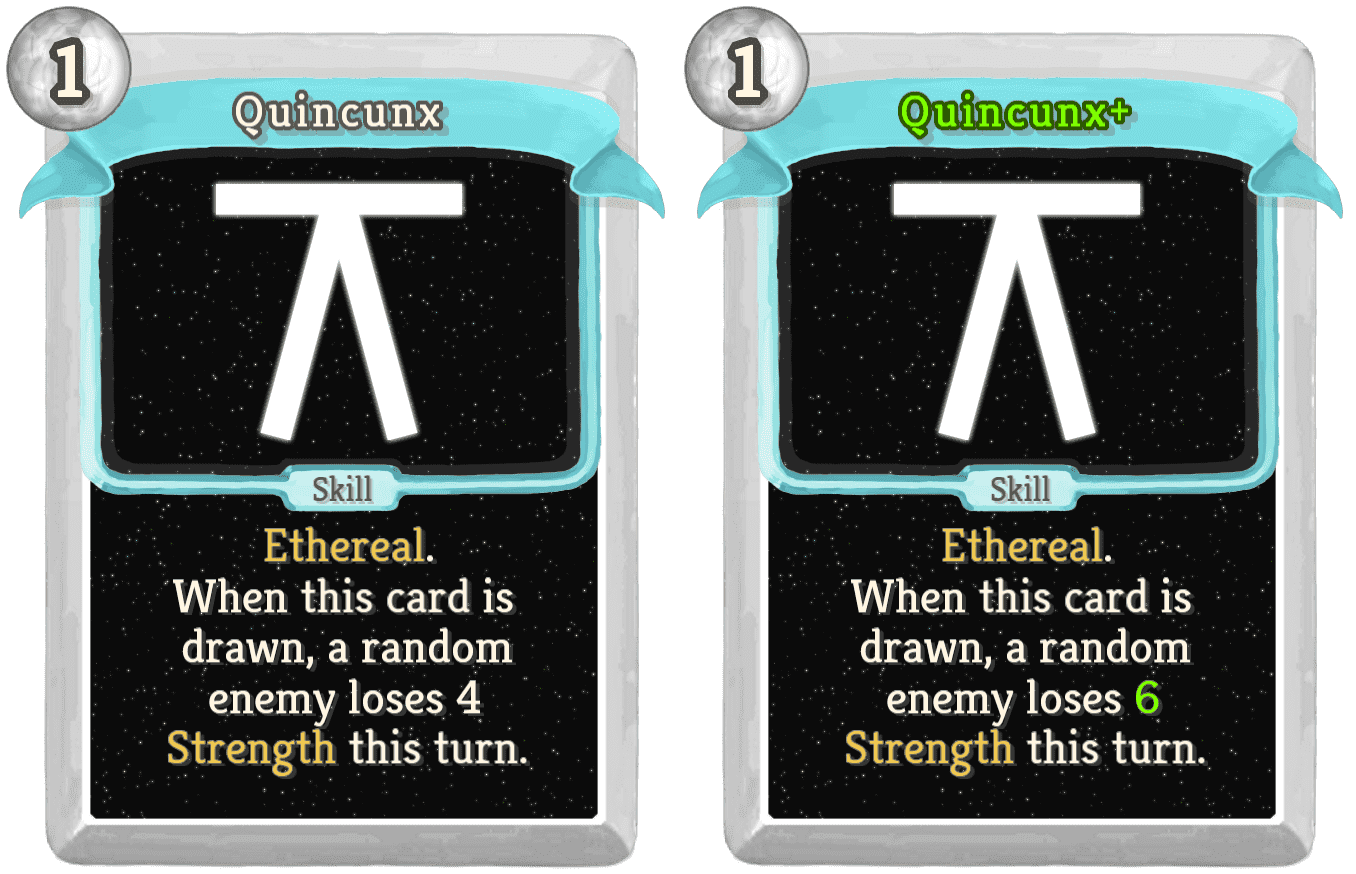 1
Quincunx
Skill
Ethereal.
When this card is
drawn, a random
enemy loses 4
Strength this turn.
1
Quincunx+
Skill
Ethereal.
When this card is
drawn, a random
enemy loses 6
Strength this turn.